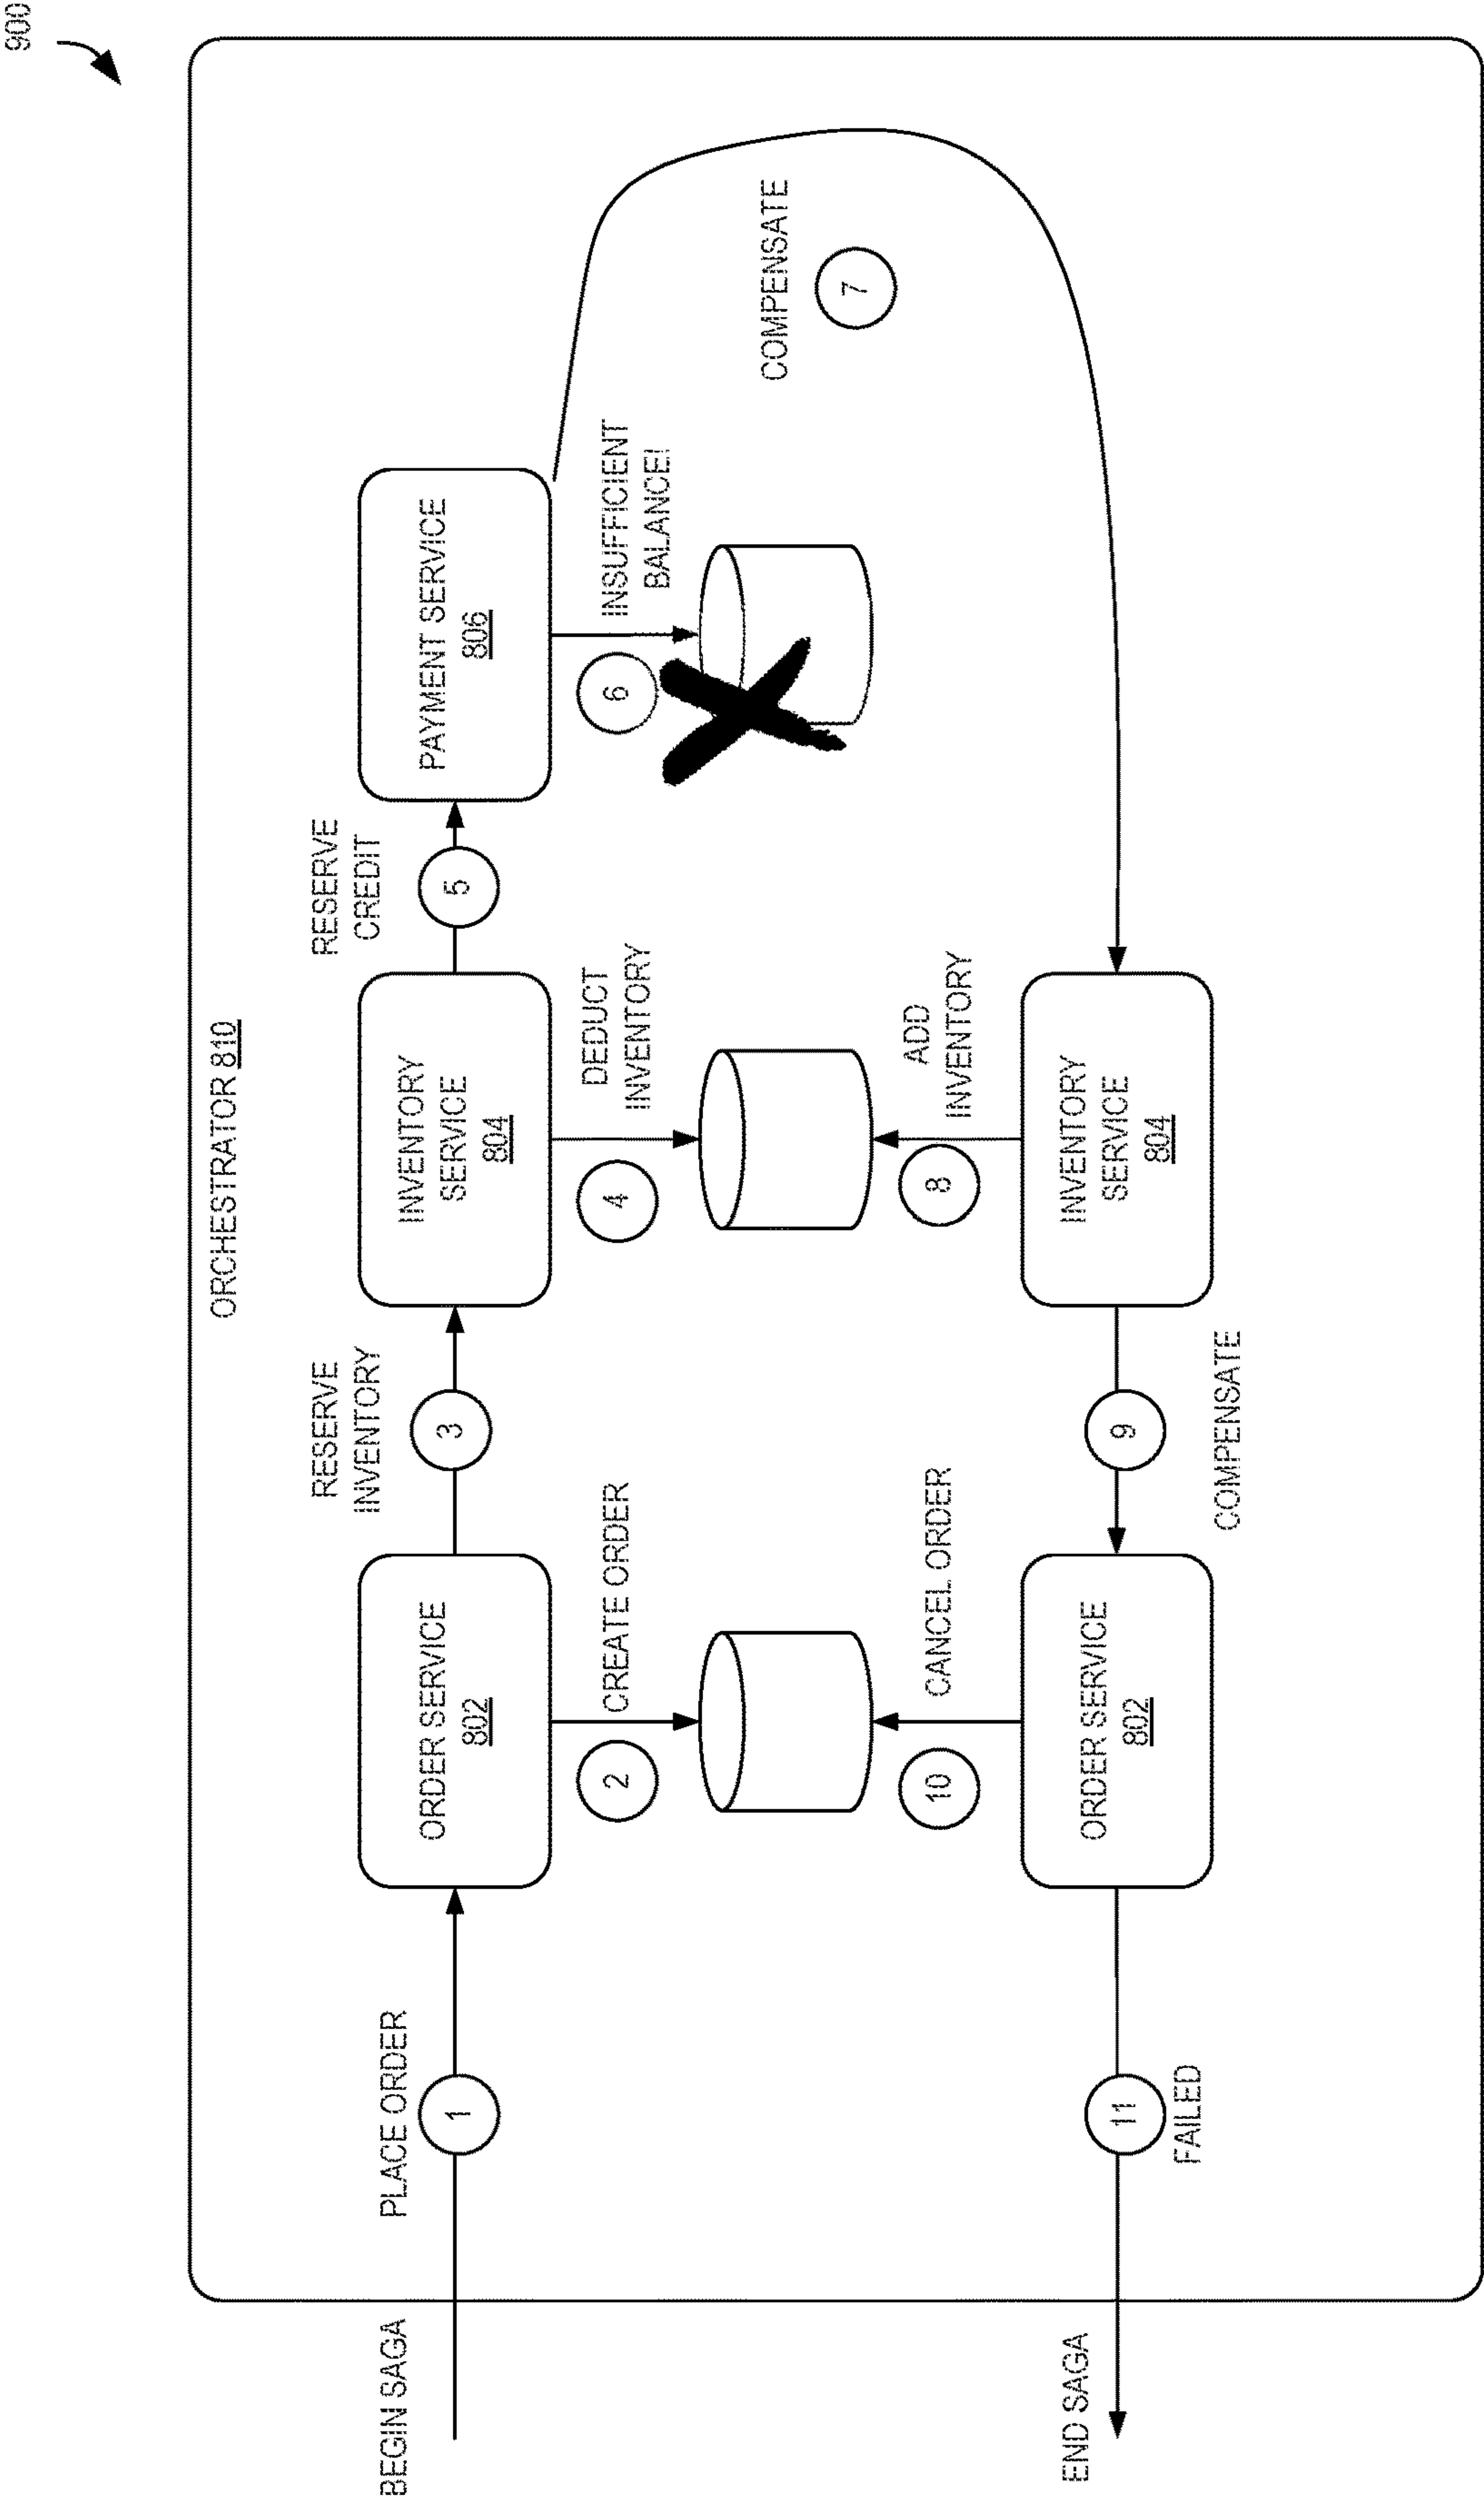 900
ORCHESTRATOR 810
BEGIN SAGA
PLACE ORDER
1
ORDER SERVICE
802
RESERVE
INVENTORY
3
INVENTORY
SERVICE
804
RESERVE
CREDIT
5
PAYMENT SERVICE
806
2
CREATE ORDER
4
DEDUCT
INVENTORY
6
INSUFFICIENT
BALANCE!
COMPENSATE
7
10
CANCEL ORDER
8
ADD
INVENTORY
END SAGA
11
FAILED
ORDER SERVICE
802
9
COMPENSATE
INVENTORY
SERVICE
804